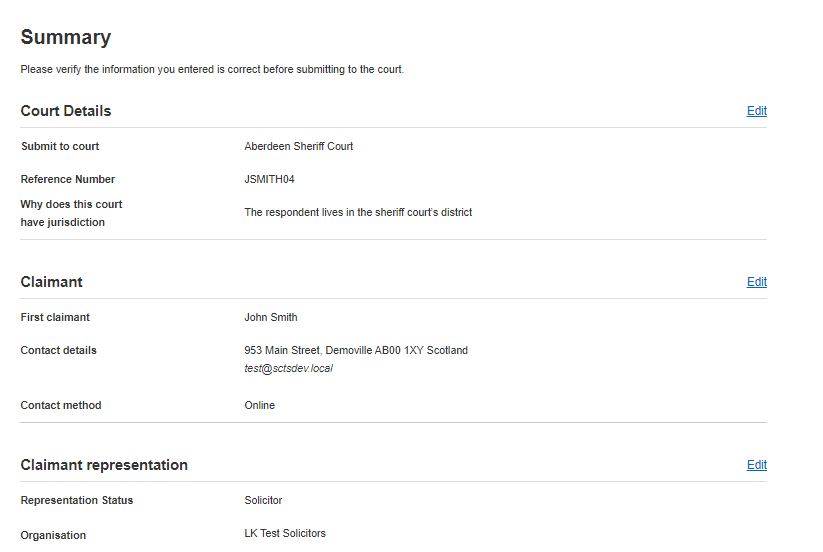 Summary
Please verify the information you entered is correct before submitting to the court.
Court Details Edit
Submit to court Aberdeen Sheriff Court
Reference Number JSMITH04
Why does this court
have jurisdiction
The respondent lives in the sheriff court's district
Claimant Edit
First claimant John Smith
Contact details 953 Main Street, Demoville AB00 1XY Scotland
test@sctsdev.local
Contact method Online
Claimant representation Edit
Representation Status Solicitor
Organisation LK Test Solicitors